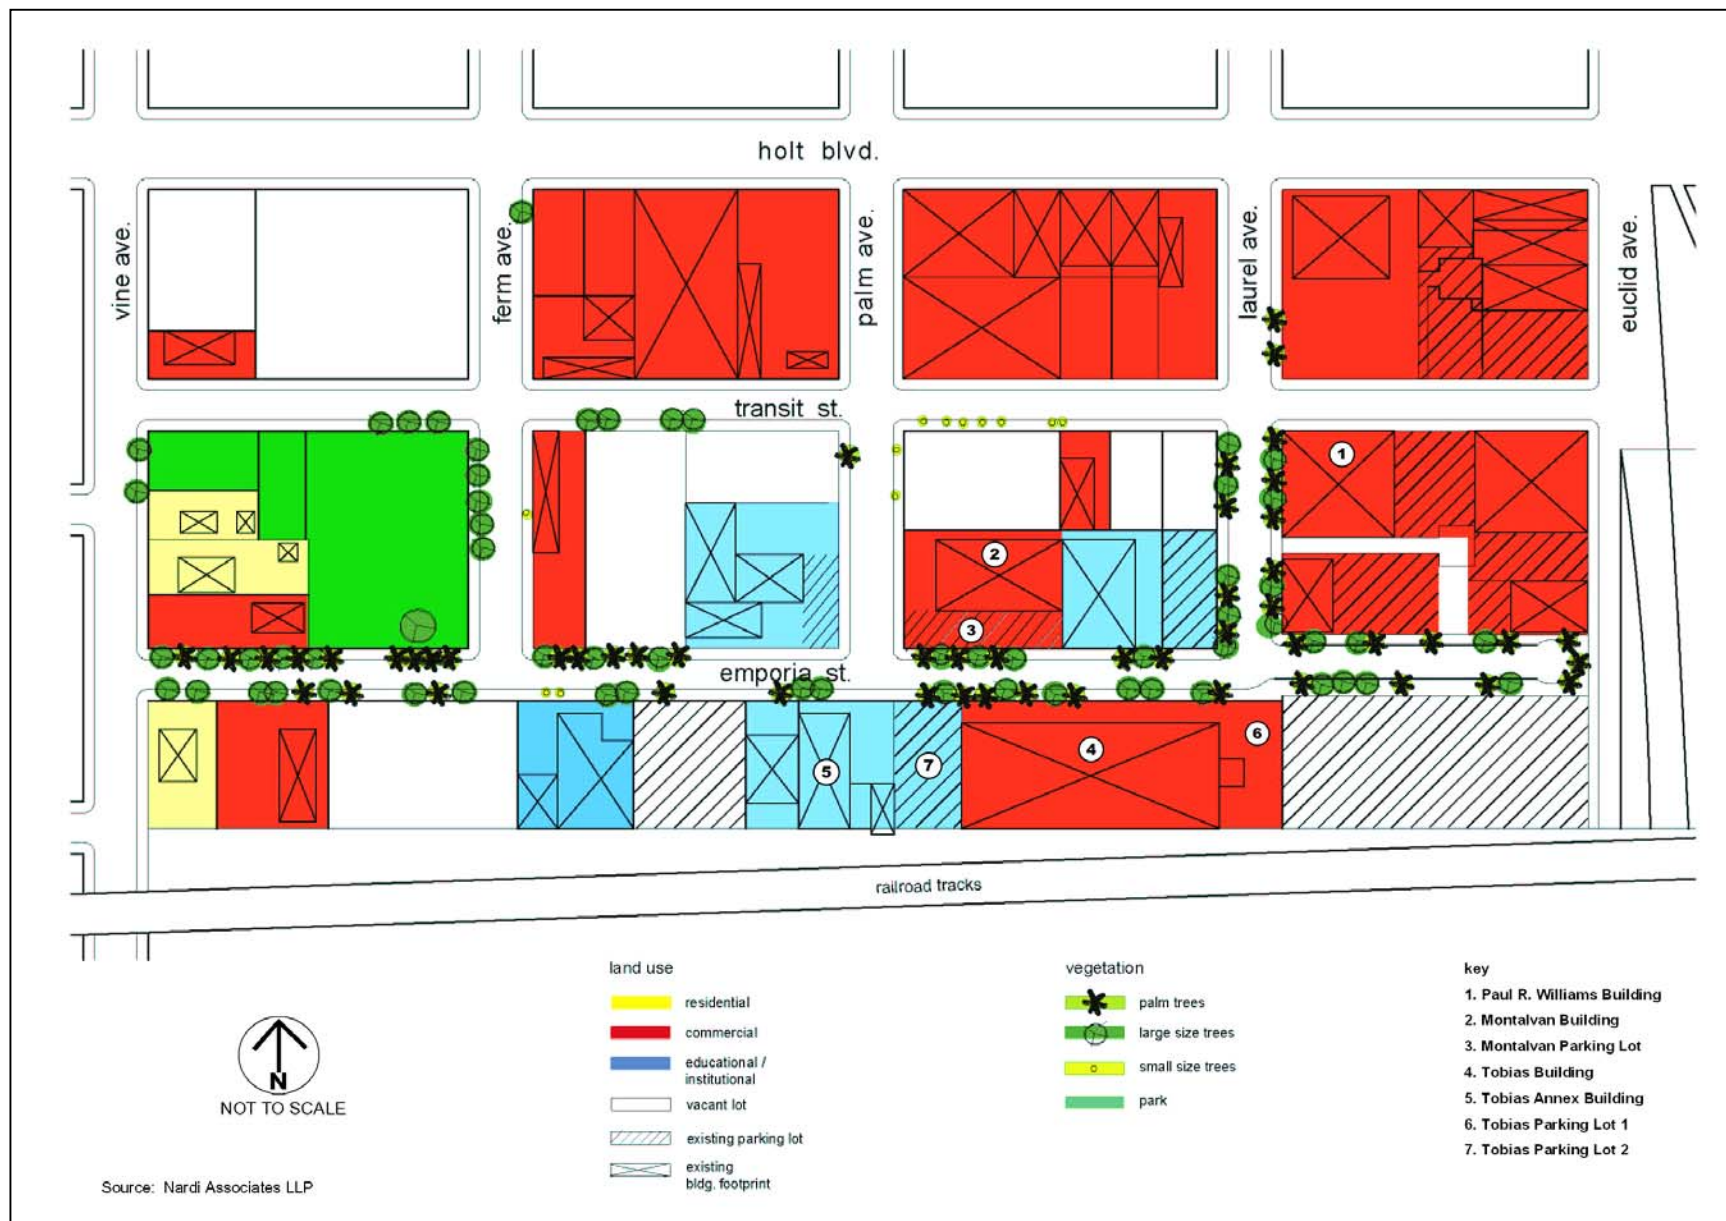 holt blvd.
vine ave.
ferm ave.
palm ave.
laurel ave.
euclid ave.
transit st.
1
2
3
emporia st.
4
5
6
7
railroad tracks
N
NOT TO SCALE
land use
residential
commercial
educational /
institutional
vacant lot
existing parking lot
existing
bldg. footprint
vegetation
palm trees
large size trees
small size trees
park
key
1. Paul R. Williams Building
2. Montalvan Building
3. Montalvan Parking Lot
4. Tobias Building
5. Tobias Annex Building
6. Tobias Parking Lot 1
7. Tobias Parking Lot 2
Source: Nardi Associates LLP